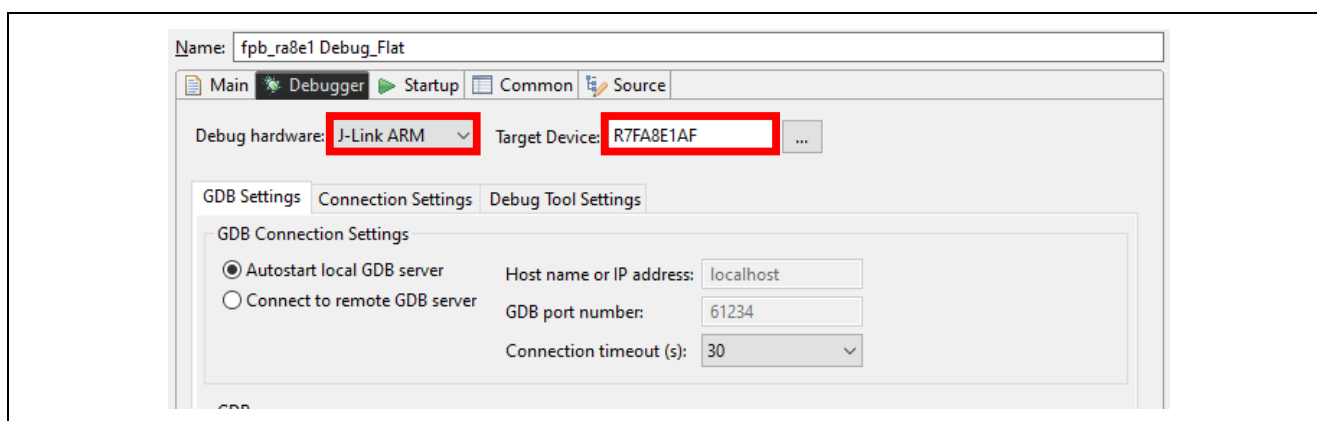 Name: fpb_ra8e1 Debug_Flat
Main Debugger Startup Common Source
Debug hardware: J-Link ARM Target Device: R7FA8E1AF ...
GDB Settings Connection Settings Debug Tool Settings
GDB Connection Settings
Autostart local GDB server Host name or IP address: localhost
Connect to remote GDB server GDB port number: 61234
Connection timeout (s): 30
GDB